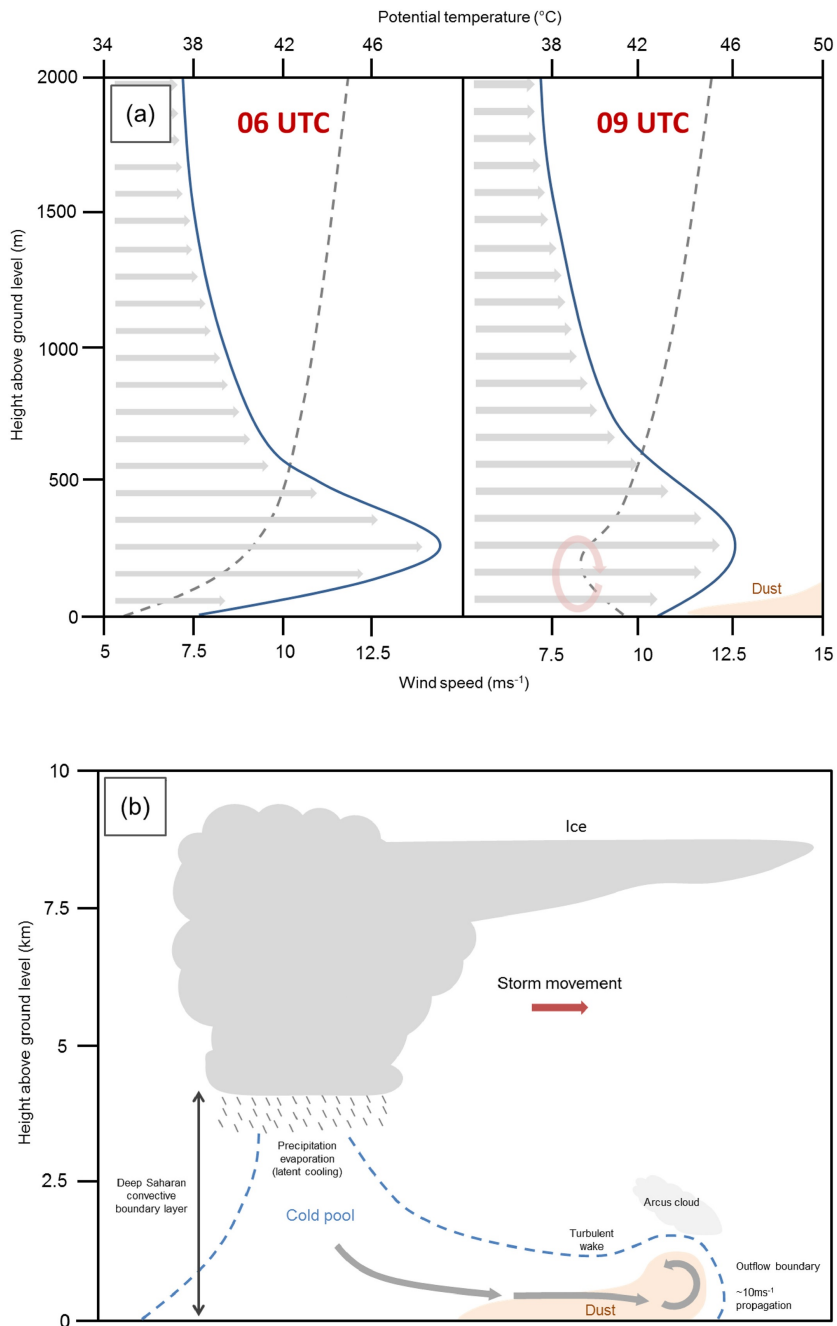 Potential temperature (°C)
34 38 42 46 38 42 46 50
2000
(a)
06 UTC 09 UTC
1500
Height above ground level (m)
1000
500
Dust
0
5 7.5 10 12.5 7.5 10 12.5 15
Wind speed (ms⁻¹)
10
(b)
Ice
7.5
Height above ground level (km)
Storm movement
5
Precipitation
evaporation
(latent cooling)
Deep Saharan
convective
boundary layer
2.5
Cold pool
Arcus cloud
Turbulent
wake
Outflow boundary
~10ms⁻¹
propagation
Dust
0